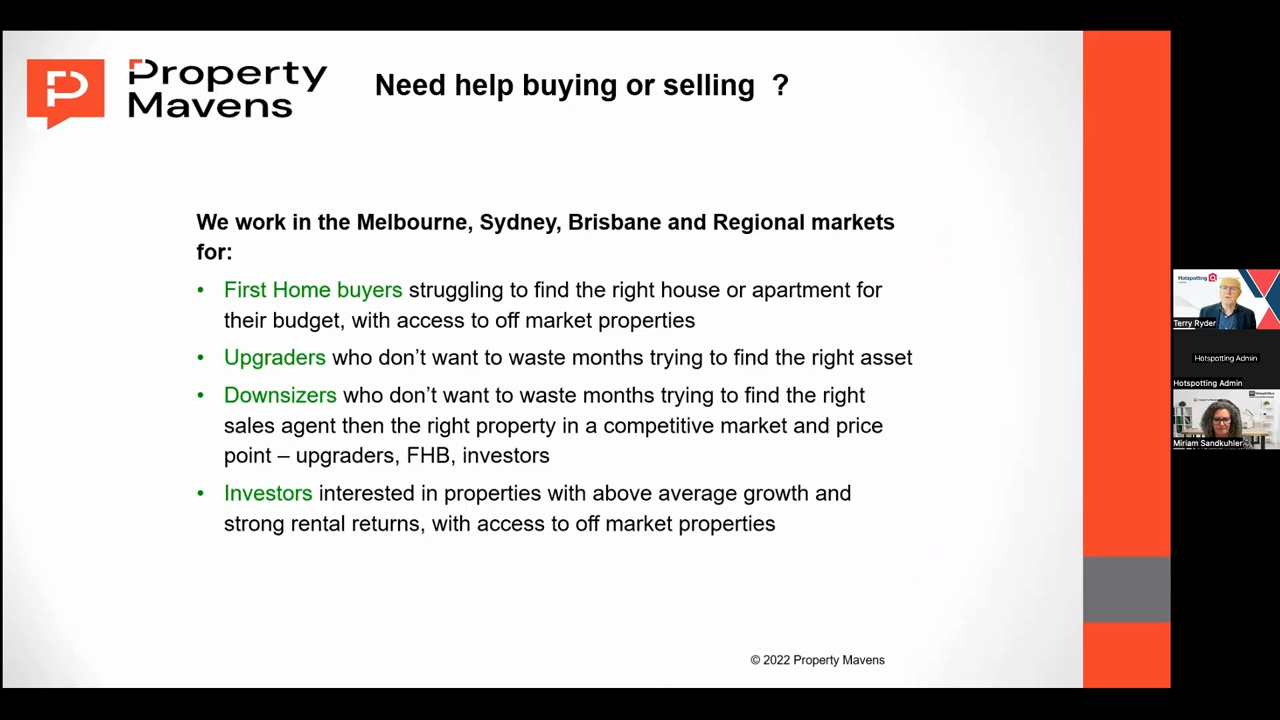 Property
Mavens
Need help buying or selling ?
We work in the Melbourne, Sydney, Brisbane and Regional markets
for:
• First Home buyers struggling to find the right house or apartment for
their budget, with access to off market properties
• Upgraders who don’t want to waste months trying to find the right asset
• Downsizers who don’t want to waste months trying to find the right
sales agent then the right property in a competitive market and price
point – upgraders, FHB, investors
• Investors interested in properties with above average growth and
strong rental returns, with access to off market properties
© 2022 Property Mavens
Hotspotting
Terry Ryder
Hotspotting Admin
Hotspotting Admin
Miriam Sandkuhler